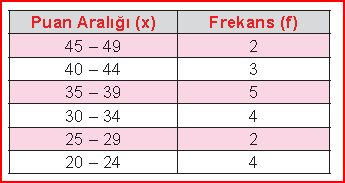 Puan Aralığı (x) Frekans (f)
45 – 49 2
40 – 44 3
35 – 39 5
30 – 34 4
25 – 29 2
20 – 24 4